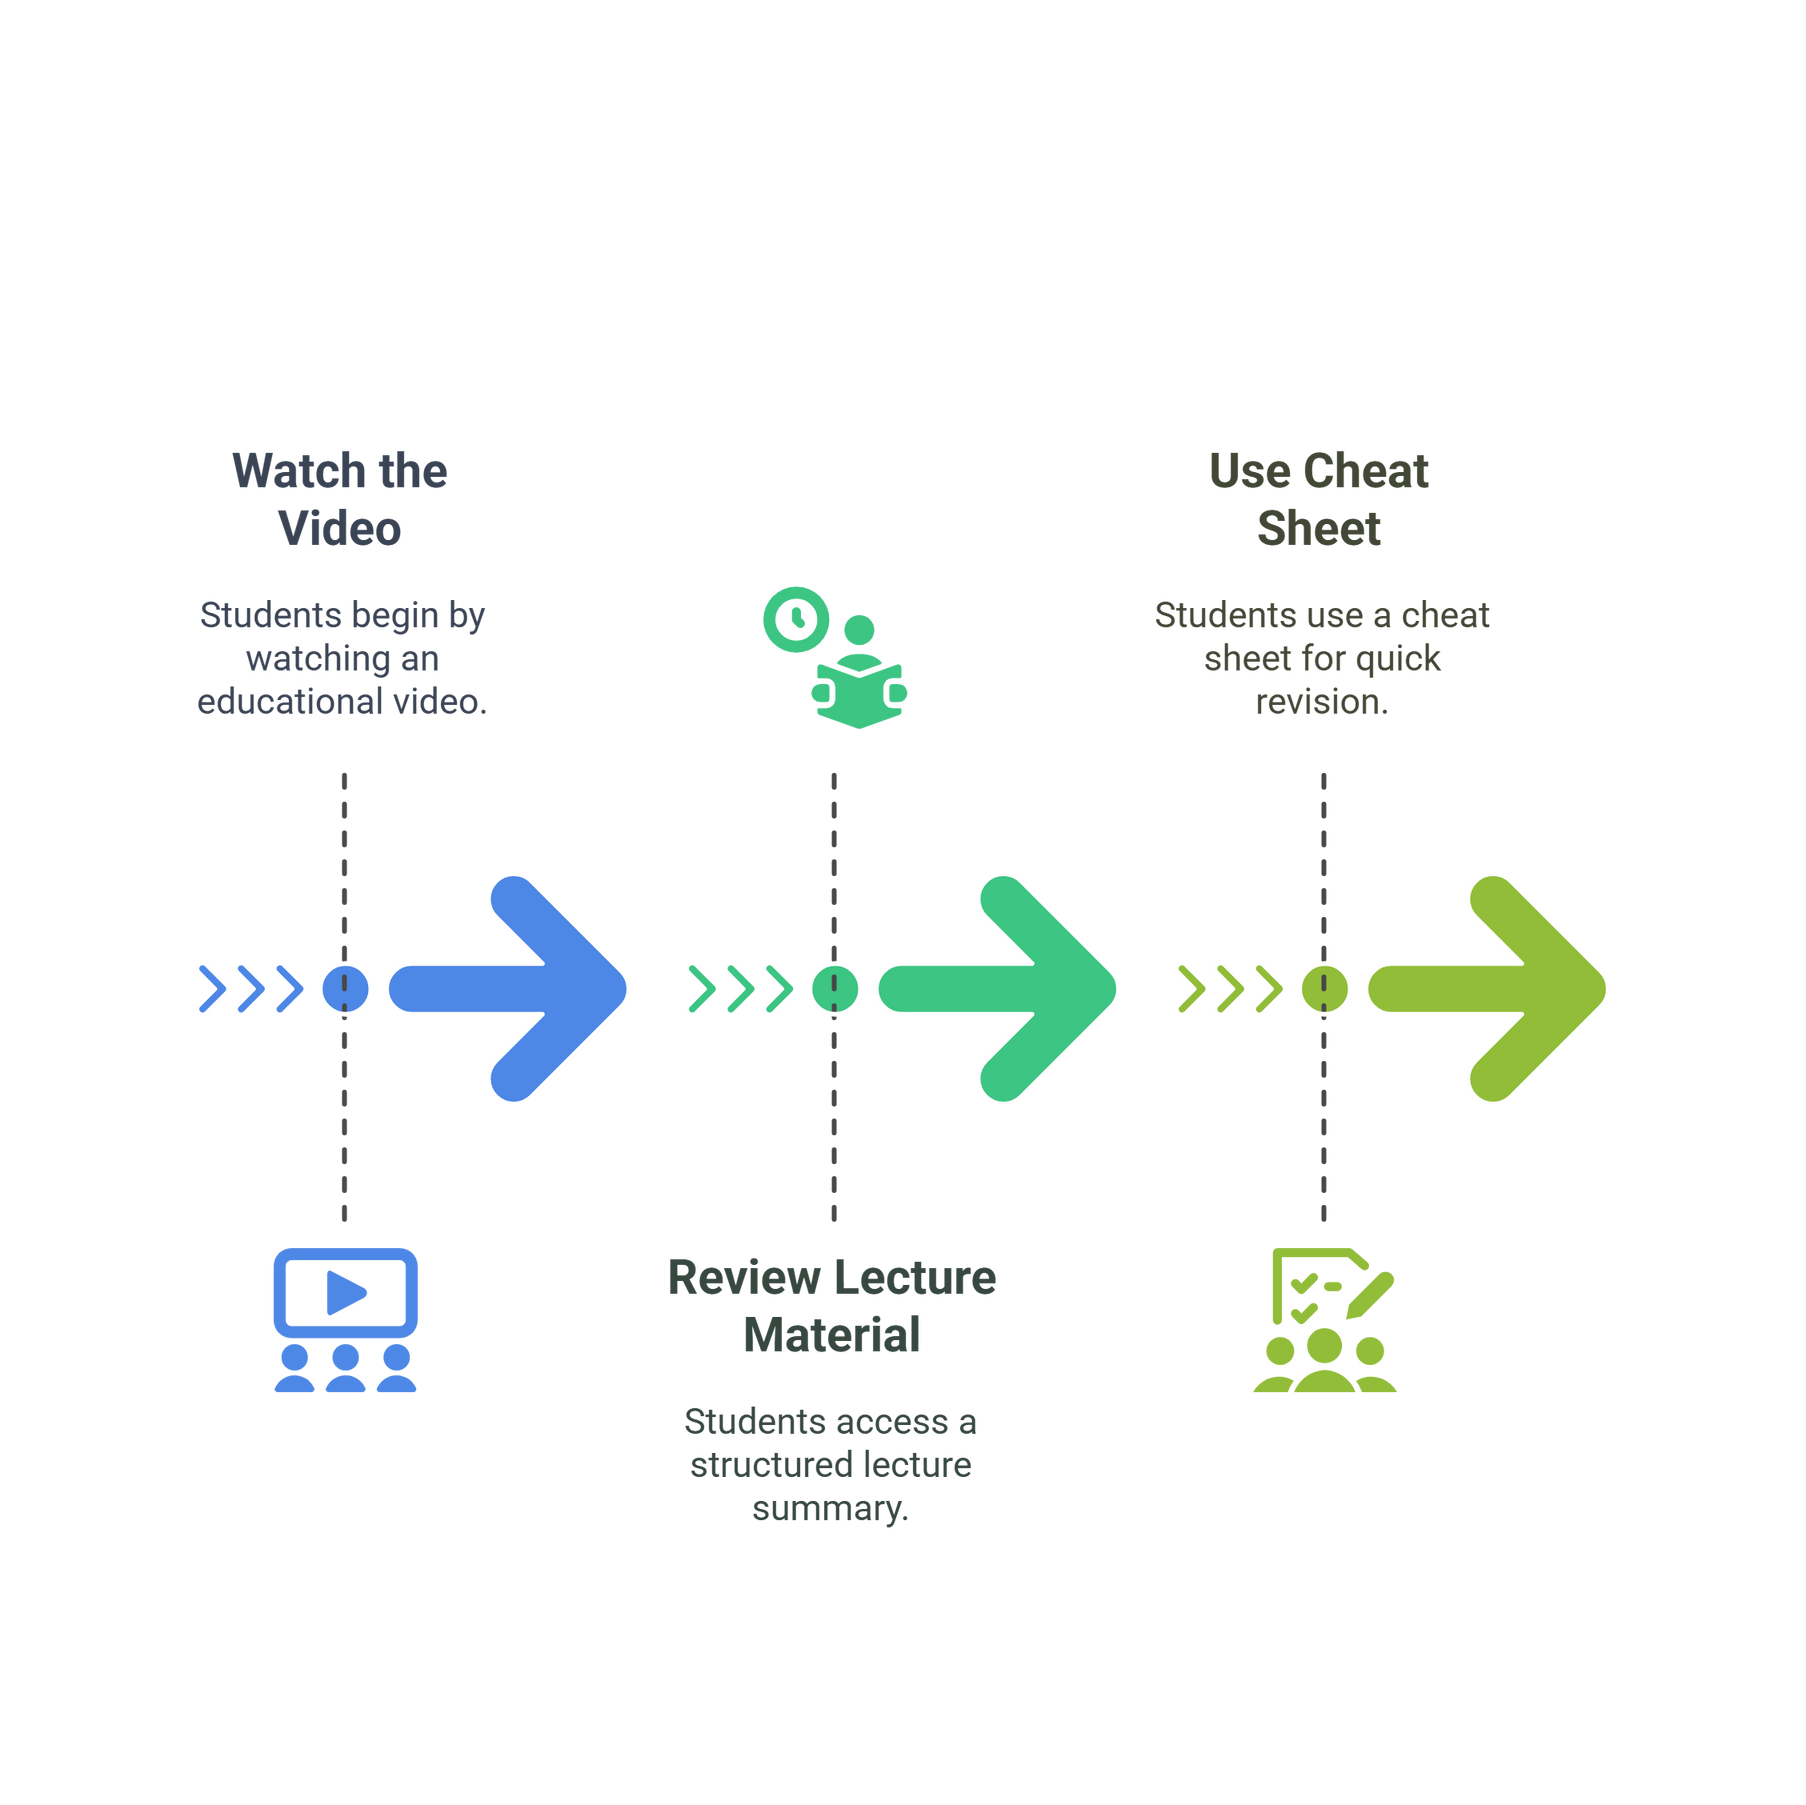 Watch the
Video
Students begin by
watching an
educational video.
Review Lecture
Material
Students access a
structured lecture
summary.
Use Cheat
Sheet
Students use a cheat
sheet for quick
revision.